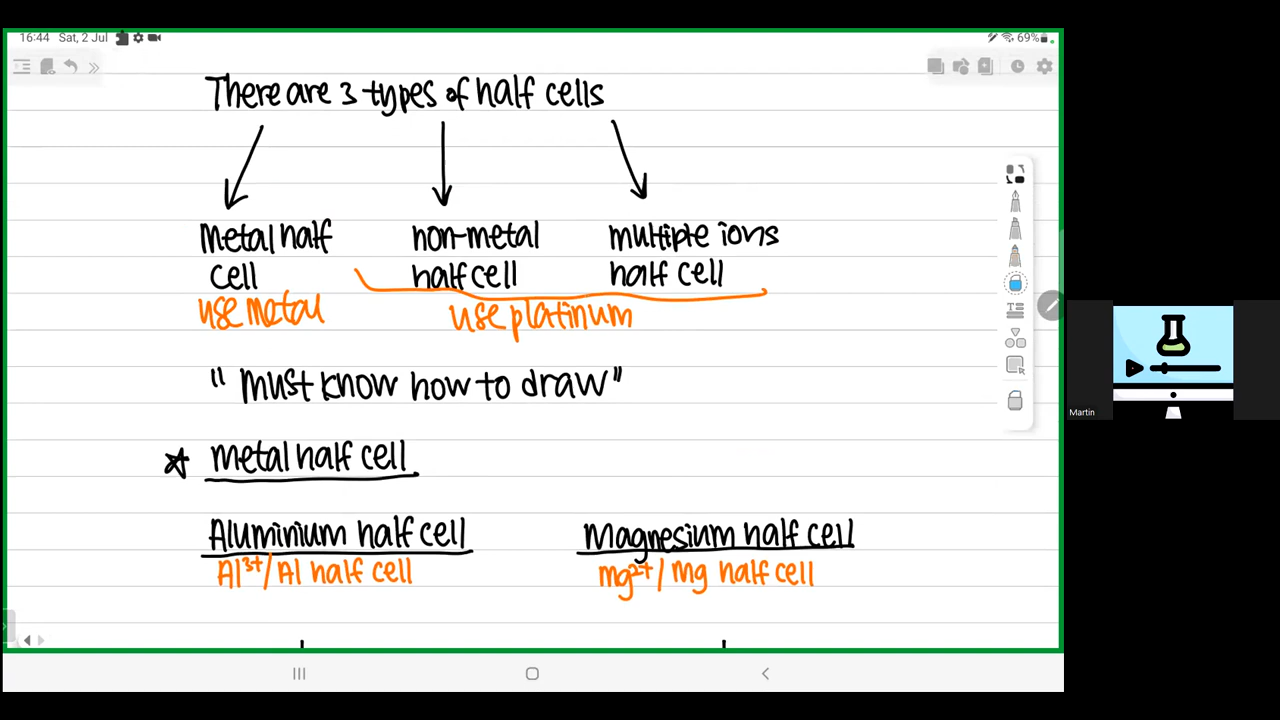 16:44 Sat, 2 Jul 69%
There are 3 types of half cells
Metal half non-metal multiple ions
cell half cell half cell
use metal use platinum
"must know how to draw"
metal half cell
Aluminium half cell Magnesium half cell
Al³⁺/Al half cell Mg²⁺/Mg half cell
Martin